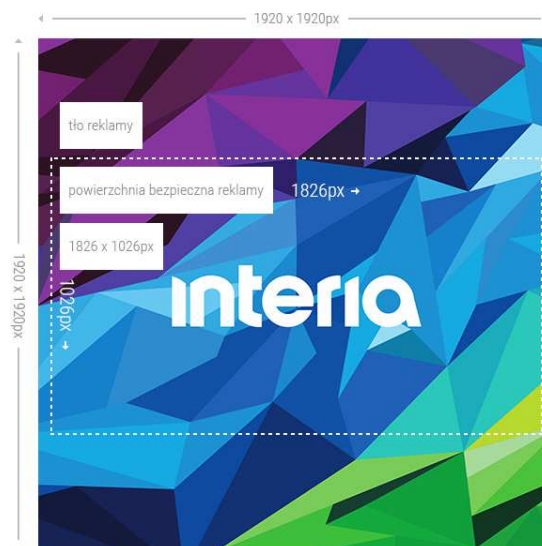 1920 x 1920px
1920 x 1920px
tło reklamy
powierzchnia bezpieczna reklamy
1826px →
1826 x 1026px
1026px →
interia